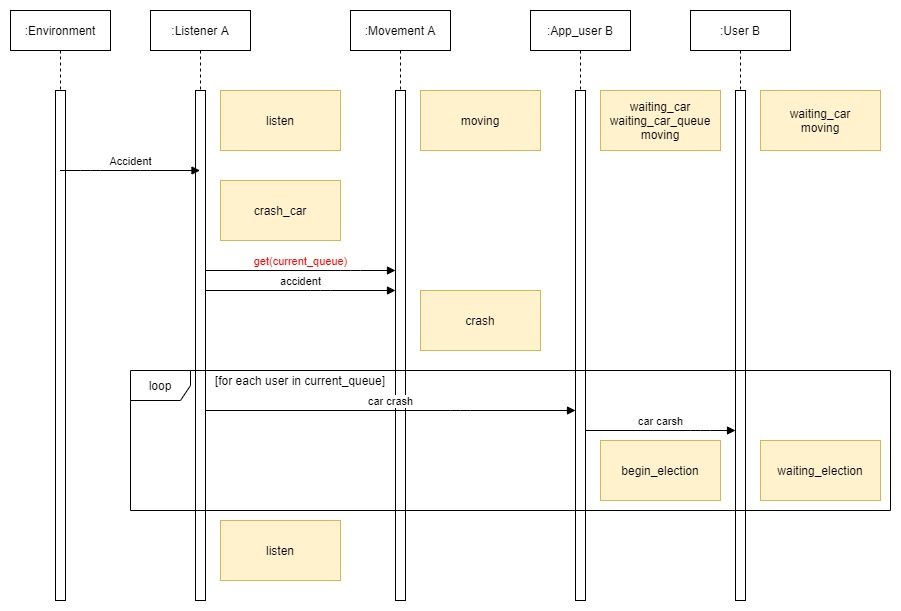 :Environment
:Listener A
:Movement A
:App_user B
:User B
listen
moving
waiting_car
waiting_car_queue
moving
waiting_car
moving
Accident
crash_car
get(current_queue)
accident
crash
loop
[for each user in current_queue]
car crash
car carsh
begin_election
waiting_election
listen